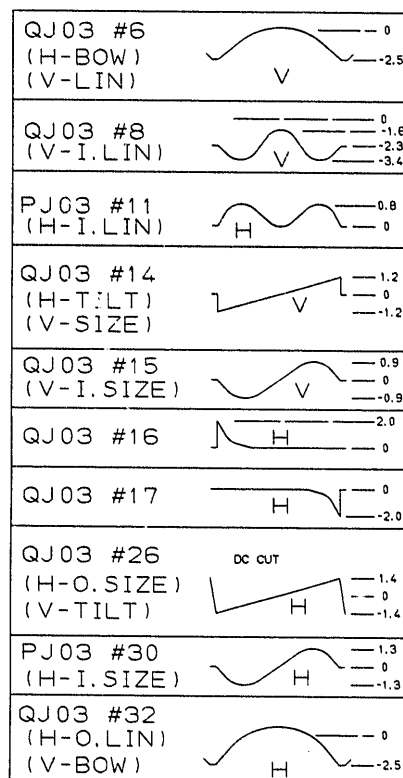 QJ03 #6
(H-BOW)
(V-LIN)
V
0
-2.5
QJ03 #8
(V-I.LIN)
V
0
-1.6
-2.3
-3.4
PJ03 #11
(H-I.LIN)
H
0.8
0
QJ03 #14
(H-TILT)
(V-SIZE)
V
1.2
0
-1.2
QJ03 #15
(V-I.SIZE)
V
0.9
0
-0.9
QJ03 #16
H
2.0
0
QJ03 #17
H
0
-2.0
QJ03 #26
(H-O.SIZE)
(V-TILT)
DC CUT
H
1.4
0
-1.4
PJ03 #30
(H-I.SIZE)
H
1.3
0
-1.3
QJ03 #32
(H-O.LIN)
(V-BOW)
H
0
-2.5